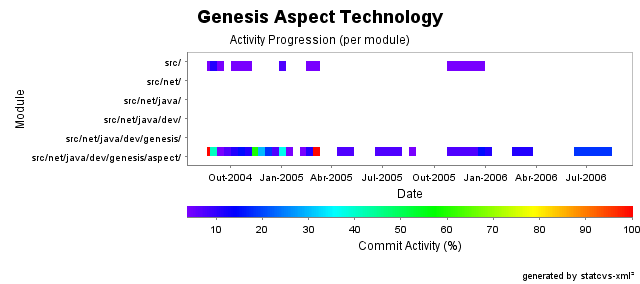 Genesis Aspect Technology
Activity Progression (per module)
Module
src/
src/net/
src/net/java/
src/net/java/dev/
src/net/java/dev/genesis/
src/net/java/dev/genesis/aspect/
Oct-2004 Jan-2005 Apr-2005 Jul-2005 Oct-2005 Jan-2006 Apr-2006 Jul-2006
Date
10 20 30 40 50 60 70 80 90 100
Commit Activity (%)
generated by statcvs-xml²